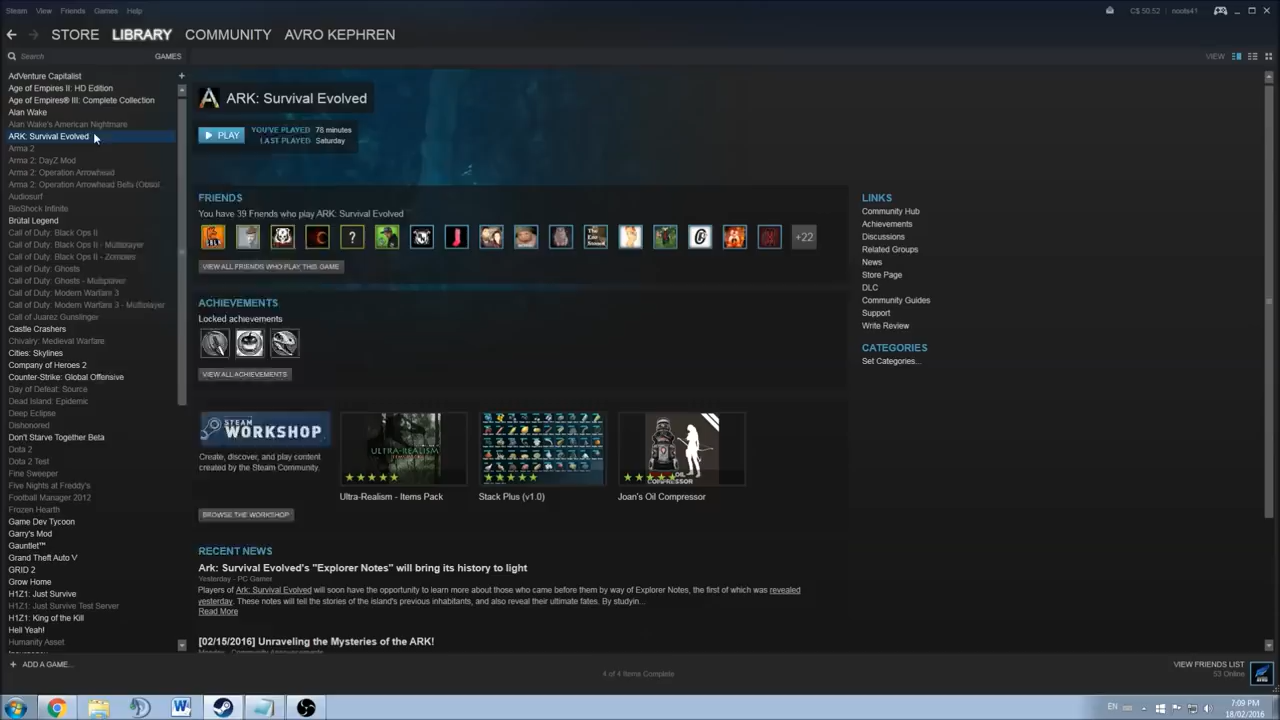 Steam View Friends Games Help
C$ 50.52 noots41
STORE LIBRARY COMMUNITY AVRO KEPHREN
Search GAMES
VIEW
AdVenture Capitalist
Age of Empires II: HD Edition
Age of Empires® III: Complete Collection
Alan Wake
Alan Wake's American Nightmare
ARK: Survival Evolved
Arma 2
Arma 2: DayZ Mod
Arma 2: Operation Arrowhead
Arma 2: Operation Arrowhead Beta (Obsol...
Audiosurf
BioShock Infinite
Brütal Legend
Call of Duty: Black Ops II
Call of Duty: Black Ops II - Multiplayer
Call of Duty: Black Ops II - Zombies
Call of Duty: Ghosts
Call of Duty: Ghosts - Multiplayer
Call of Duty: Modern Warfare 3
Call of Duty: Modern Warfare 3 - Multiplayer
Call of Juarez Gunslinger
Castle Crashers
Chivalry: Medieval Warfare
Cities: Skylines
Company of Heroes 2
Counter-Strike: Global Offensive
Day of Defeat: Source
Dead Island: Epidemic
Deep Eclipse
Dishonored
Don't Starve Together Beta
Dota 2
Dota 2 Test
Fine Sweeper
Five Nights at Freddy's
Football Manager 2012
Frozen Hearth
Game Dev Tycoon
Garry's Mod
Gauntlet™
Grand Theft Auto V
GRID 2
Grow Home
H1Z1: Just Survive
H1Z1: Just Survive Test Server
H1Z1: King of the Kill
Hell Yeah!
Humanity Asset
ADD A GAME...
ARK: Survival Evolved
PLAY
YOU'VE PLAYED 78 minutes
LAST PLAYED Saturday
FRIENDS
You have 39 Friends who play ARK: Survival Evolved
+22
VIEW ALL FRIENDS WHO PLAY THIS GAME
ACHIEVEMENTS
Locked achievements
VIEW ALL ACHIEVEMENTS
STEAM WORKSHOP
Create, discover, and play content
created by the Steam Community.
BROWSE THE WORKSHOP
ULTRA-REALISM
Ultra-Realism - Items Pack
Stack Plus (v1.0)
OIL COMPRESSOR
Joan's Oil Compressor
RECENT NEWS
Ark: Survival Evolved's "Explorer Notes" will bring its history to light
Yesterday - PC Gamer
Players of Ark: Survival Evolved will soon have the opportunity to learn more about those who came before them by way of Explorer Notes, the first of which was revealed
yesterday. These notes will tell the stories of the island's previous inhabitants, and also reveal their ultimate fates. By studyin...
Read More
[02/15/2016] Unraveling the Mysteries of the ARK!
Monday - Community Announcements
LINKS
Community Hub
Achievements
Discussions
Related Groups
News
Store Page
DLC
Community Guides
Support
Write Review
CATEGORIES
Set Categories...
4 of 4 Items Complete
VIEW FRIENDS LIST
53 Online
EN
7:09 PM
18/02/2016